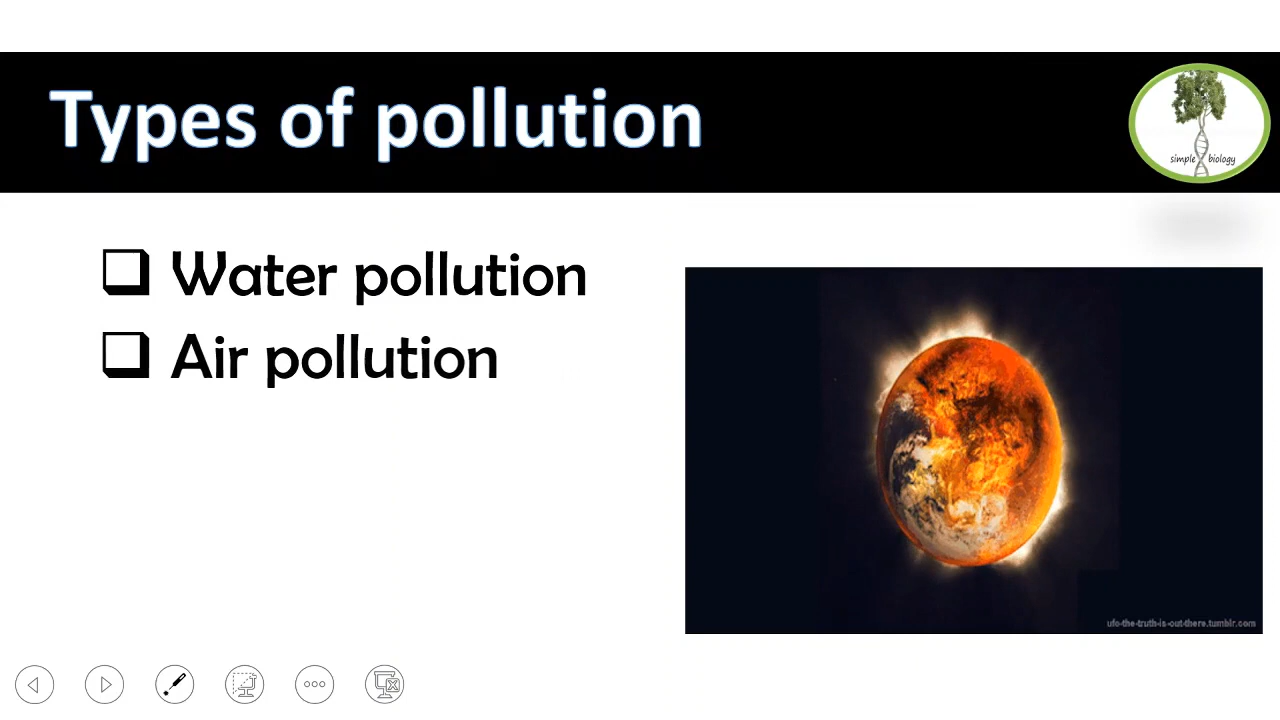 Types of pollution
simple biology
Water pollution
Air pollution
ufo-the-truth-is-out-there.tumblr.com